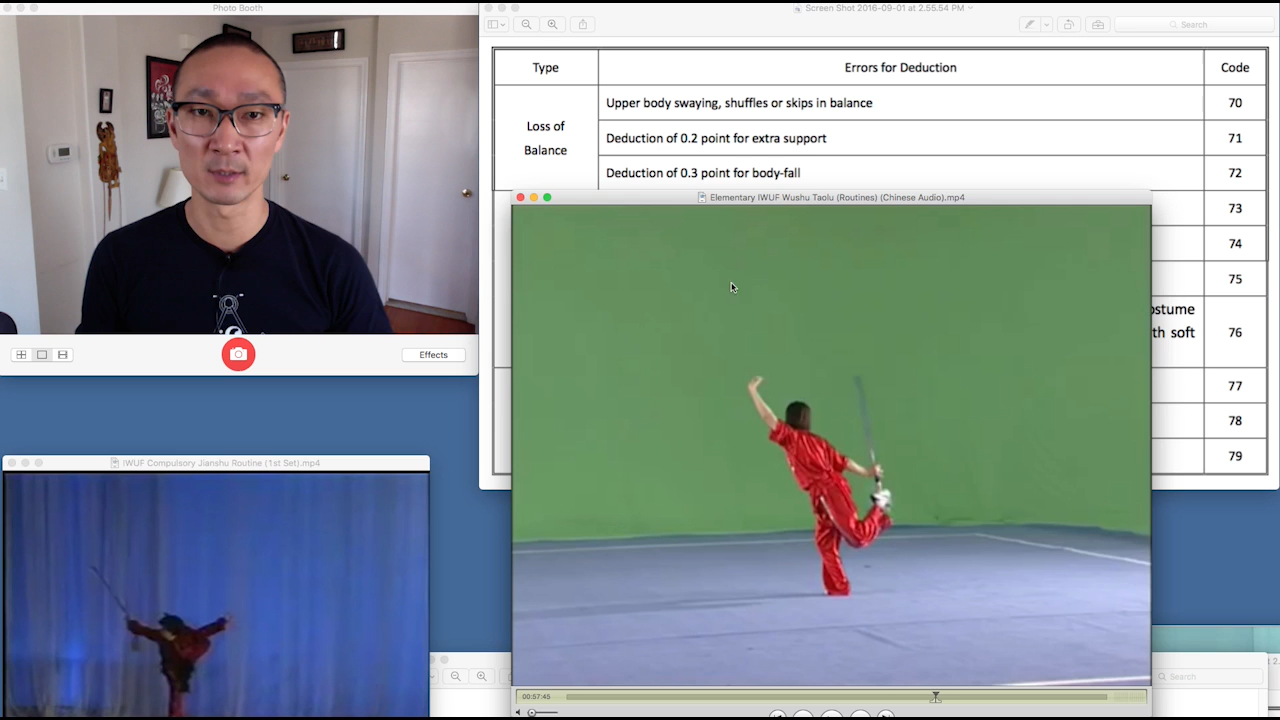 Photo Booth
Effects
Screen Shot 2016-09-01 at 2.55.54 PM
Search
Type
Errors for Deduction
Code
Loss of
Balance
Upper body swaying, shuffles or skips in balance
70
Deduction of 0.2 point for extra support
71
Deduction of 0.3 point for body-fall
72
73
74
75
ostume
th soft
76
77
78
79
Elementary IWUF Wushu Taolu (Routines) (Chinese Audio).mp4
00:57:45
IWUF Compulsory Jianshu Routine (1st Set).mp4
Search